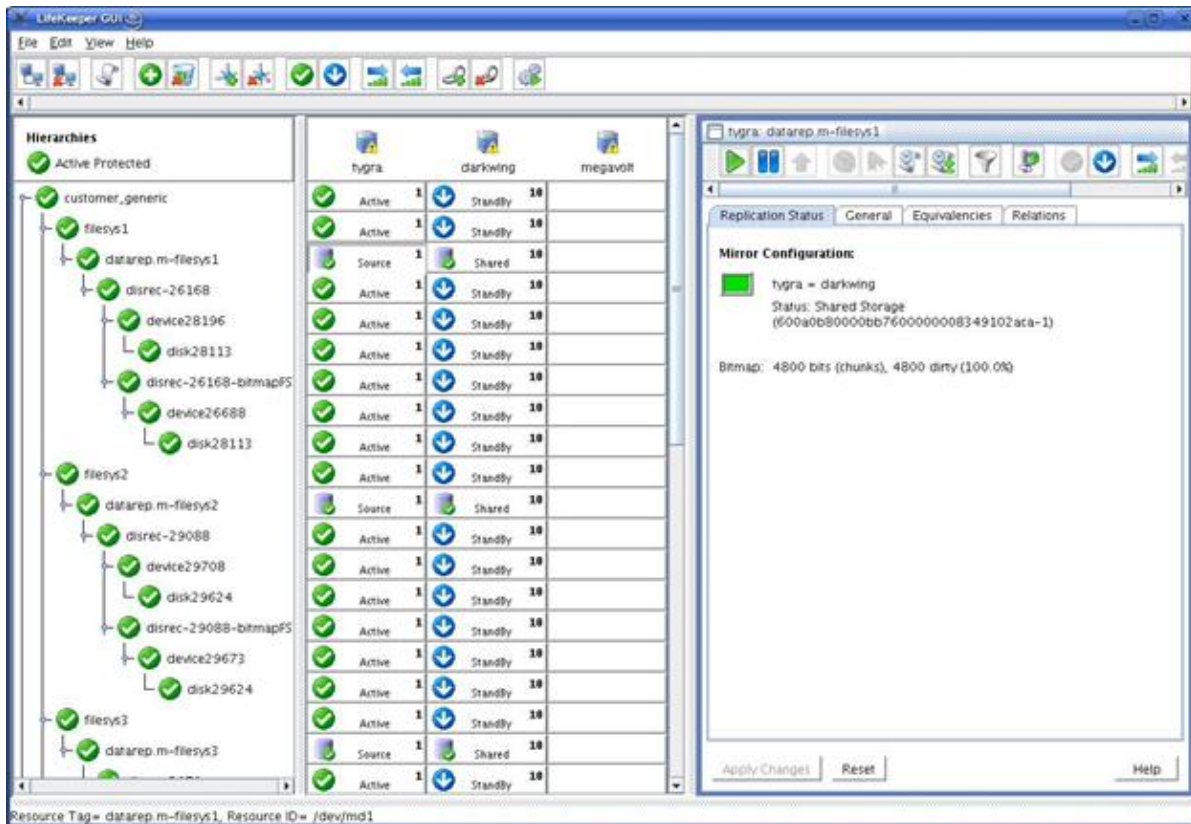 LifeKeeper GUI
File Edit View Help
Hierarchies
Active Protected
tygra darkwing megavolt
customer_generic Active 1 StandBy 10
filesys1 Active 1 StandBy 10
datarep.m-filesys1 Source 1 Shared 10
disrec-26168 Active 1 StandBy 10
device28196 Active 1 StandBy 10
disk28113 Active 1 StandBy 10
disrec-26168-bitmapFS Active 1 StandBy 10
device26688 Active 1 StandBy 10
disk28113 Active 1 StandBy 10
filesys2 Active 1 StandBy 10
datarep.m-filesys2 Source 1 Shared 10
disrec-29088 Active 1 StandBy 10
device29708 Active 1 StandBy 10
disk29624 Active 1 StandBy 10
disrec-29088-bitmapFS Active 1 StandBy 10
device29673 Active 1 StandBy 10
disk29624 Active 1 StandBy 10
filesys3 Active 1 StandBy 10
datarep.m-filesys3 Source 1 Shared 10
Active 1 StandBy 10
tygra: datarep.m-filesys1
Replication Status General Equivalencies Relations
Mirror Configuration:
tygra = darkwing
Status: Shared Storage
(600a0b80000bb7600000008349102aca-1)
Bitmap: 4800 bits (chunks), 4800 dirty (100.0%)
Apply Changes Reset Help
Resource Tag= datarep.m-filesys1, Resource ID= /dev/md1